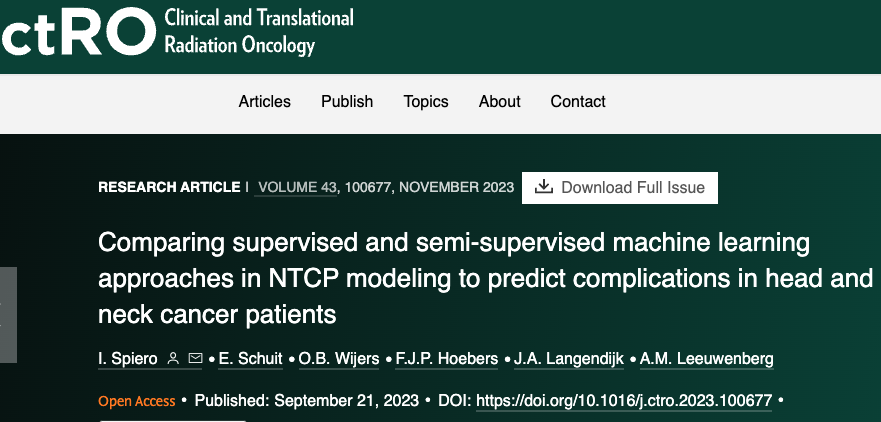 ctRO Clinical and Translational
Radiation Oncology
Articles Publish Topics About Contact
RESEARCH ARTICLE | VOLUME 43, 100677, NOVEMBER 2023 Download Full Issue
Comparing supervised and semi-supervised machine learning
approaches in NTCP modeling to predict complications in head and
neck cancer patients
I. Spiero • E. Schuit • O.B. Wijers • F.J.P. Hoebers • J.A. Langendijk • A.M. Leeuwenberg
Open Access • Published: September 21, 2023 • DOI: https://doi.org/10.1016/j.ctro.2023.100677 •